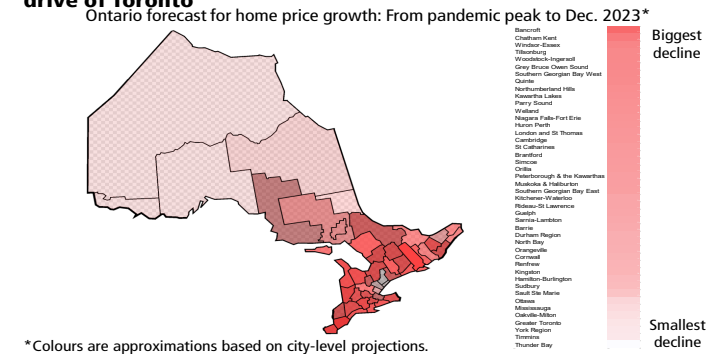 drive of Toronto
Ontario forecast for home price growth: From pandemic peak to Dec. 2023*
Bancroft
Chatham Kent
Windsor-Essex
Tillsonburg
Woodstock-Ingersoll
Grey Bruce Owen Sound
Southern Georgian Bay West
Quinte
Northumberland Hills
Kawartha Lakes
Parry Sound
Welland
Niagara Falls-Fort Erie
Huron Perth
London and St Thomas
Cambridge
St Catharines
Brantford
Simcoe
Orillia
Peterborough & the Kawarthas
Muskoka & Haliburton
Southern Georgian Bay East
Kitchener-Waterloo
Rideau-St Lawrence
Guelph
Sarnia-Lambton
Barrie
Durham Region
North Bay
Orangeville
Cornwall
Renfrew
Kingston
Hamilton-Burlington
Sudbury
Sault Ste Marie
Ottawa
Mississauga
Oakville-Milton
Greater Toronto
York Region
Timmins
Thunder Bay
Biggest
decline
Smallest
decline
*Colours are approximations based on city-level projections.